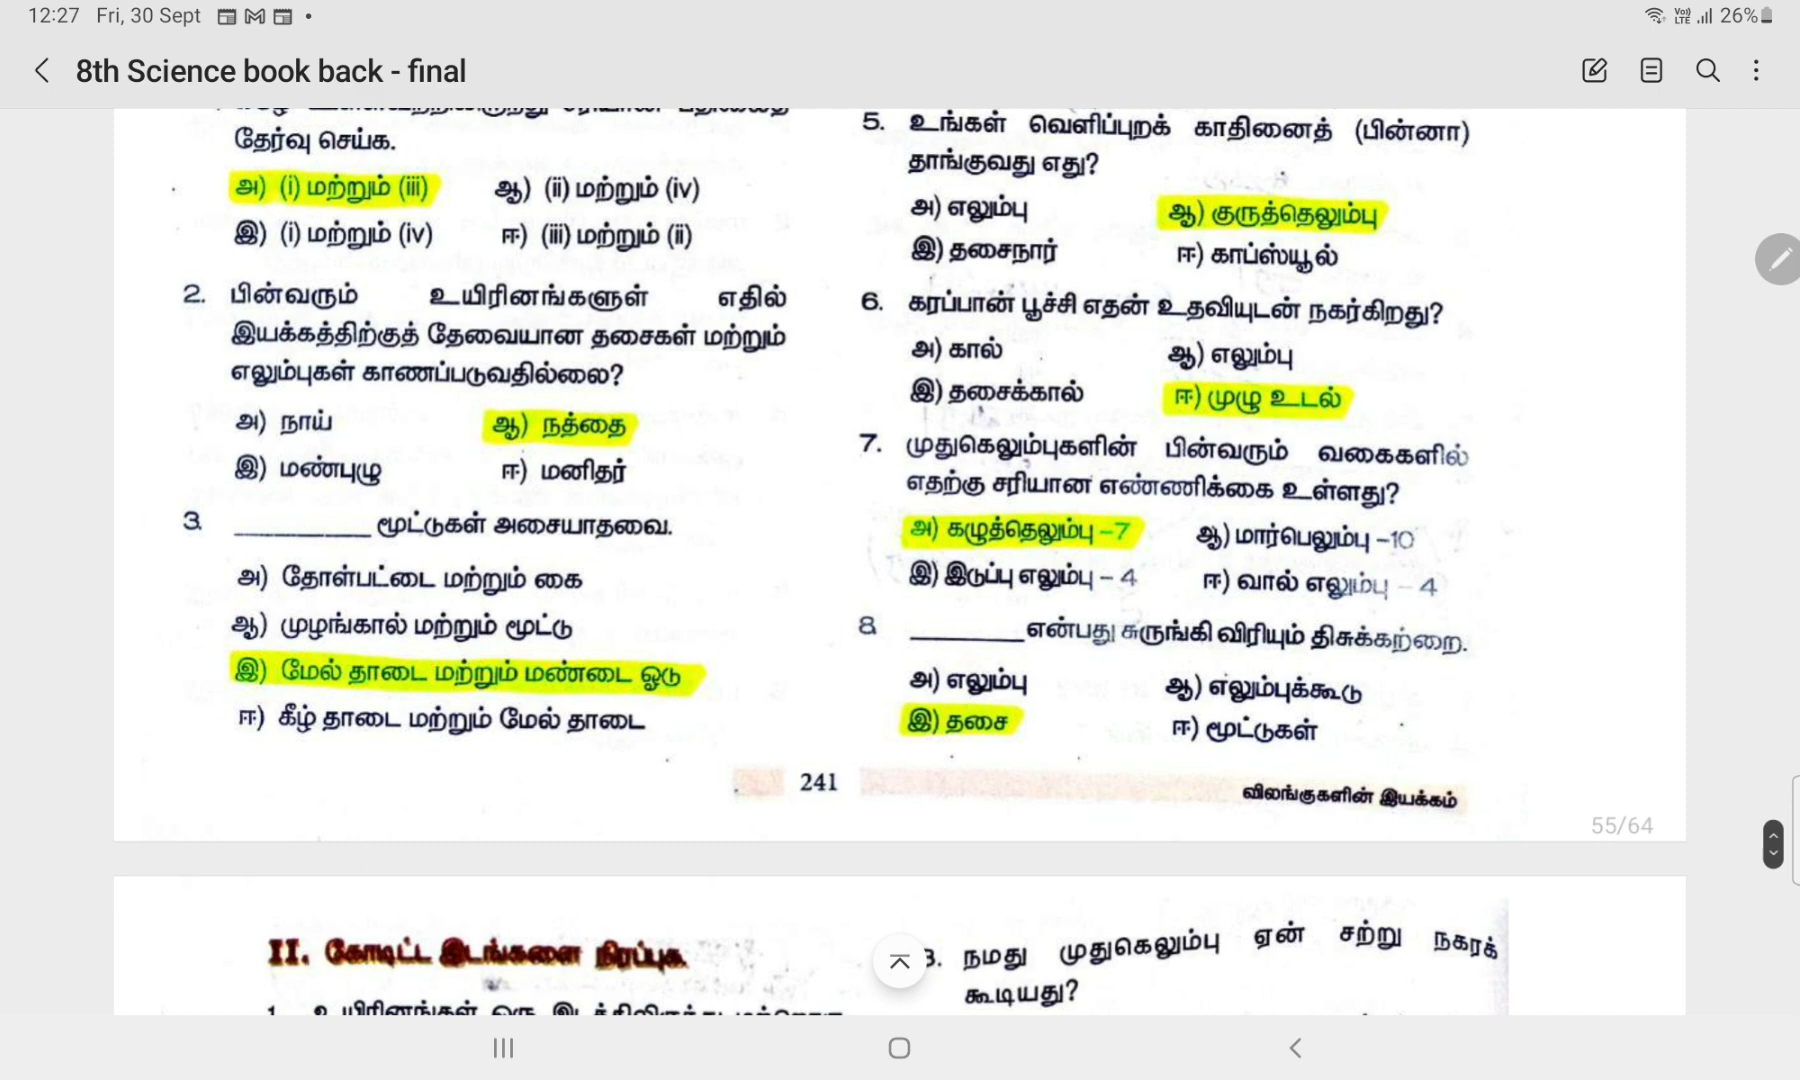 12:27 Fri, 30 Sept
26%
8th Science book back - final
தேர்வு செய்க.
அ) (i) மற்றும் (iii) ஆ) (ii) மற்றும் (iv)
இ) (i) மற்றும் (iv) ஈ) (iii) மற்றும் (ii)
2. பின்வரும் உயிரினங்களுள் எதில்
இயக்கத்திற்குத் தேவையான தசைகள் மற்றும்
எலும்புகள் காணப்படுவதில்லை?
அ) நாய் ஆ) நத்தை
இ) மண்புழு ஈ) மனிதர்
3. ________ மூட்டுகள் அசையாதவை.
அ) தோள்பட்டை மற்றும் கை
ஆ) முழங்கால் மற்றும் மூட்டு
இ) மேல் தாடை மற்றும் மண்டை ஓடு
ஈ) கீழ் தாடை மற்றும் மேல் தாடை
5. உங்கள் வெளிப்புறக் காதினைத் (பின்னா)
தாங்குவது எது?
அ) எலும்பு ஆ) குருத்தெலும்பு
இ) தசைநார் ஈ) காப்ஸ்யூல்
6. கரப்பான் பூச்சி எதன் உதவியுடன் நகர்கிறது?
அ) கால் ஆ) எலும்பு
இ) தசைக்கால் ஈ) முழு உடல்
7. முதுகெலும்புகளின் பின்வரும் வகைகளில்
எதற்கு சரியான எண்ணிக்கை உள்ளது?
அ) கழுத்தெலும்பு –7 ஆ) மார்பெலும்பு –10
இ) இடுப்பு எலும்பு – 4 ஈ) வால் எலும்பு – 4
8. ________ என்பது சுருங்கி விரியும் திசுக்கற்றை.
அ) எலும்பு ஆ) எலும்புக்கூடு
இ) தசை ஈ) மூட்டுகள்
241
விலங்குகளின் இயக்கம்
55/64
II. கோடிட்ட இடங்களை நிரப்புக.
3. நமது முதுகெலும்பு ஏன் சற்று நகரக்
கூடியது?